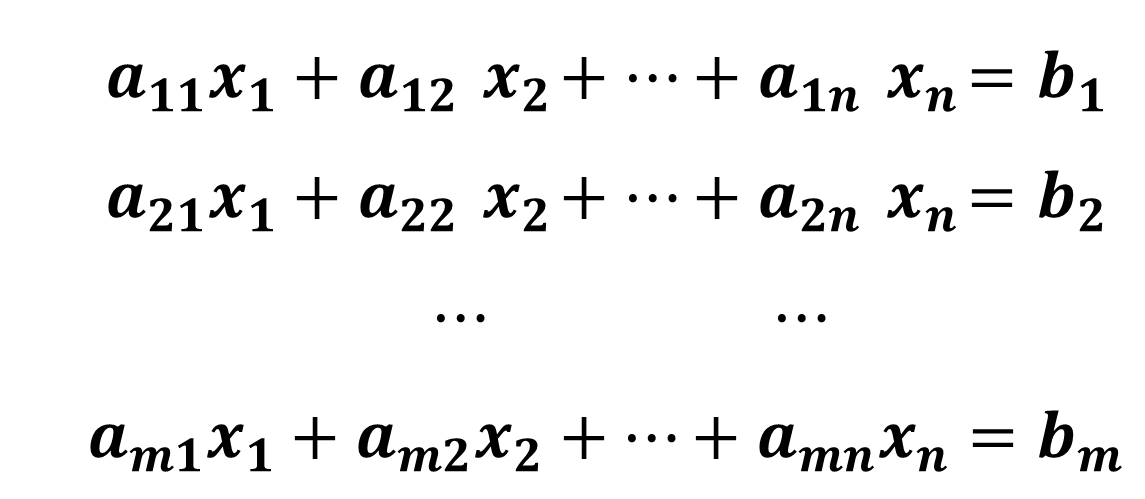 a₁₁x₁ + a₁₂ x₂ + ⋯ + a₁ₙ xₙ = b₁
a₂₁x₁ + a₂₂ x₂ + ⋯ + a₂ₙ xₙ = b₂
… …
aₘ₁x₁ + aₘ₂x₂ + ⋯ + aₘₙxₙ = bₘ